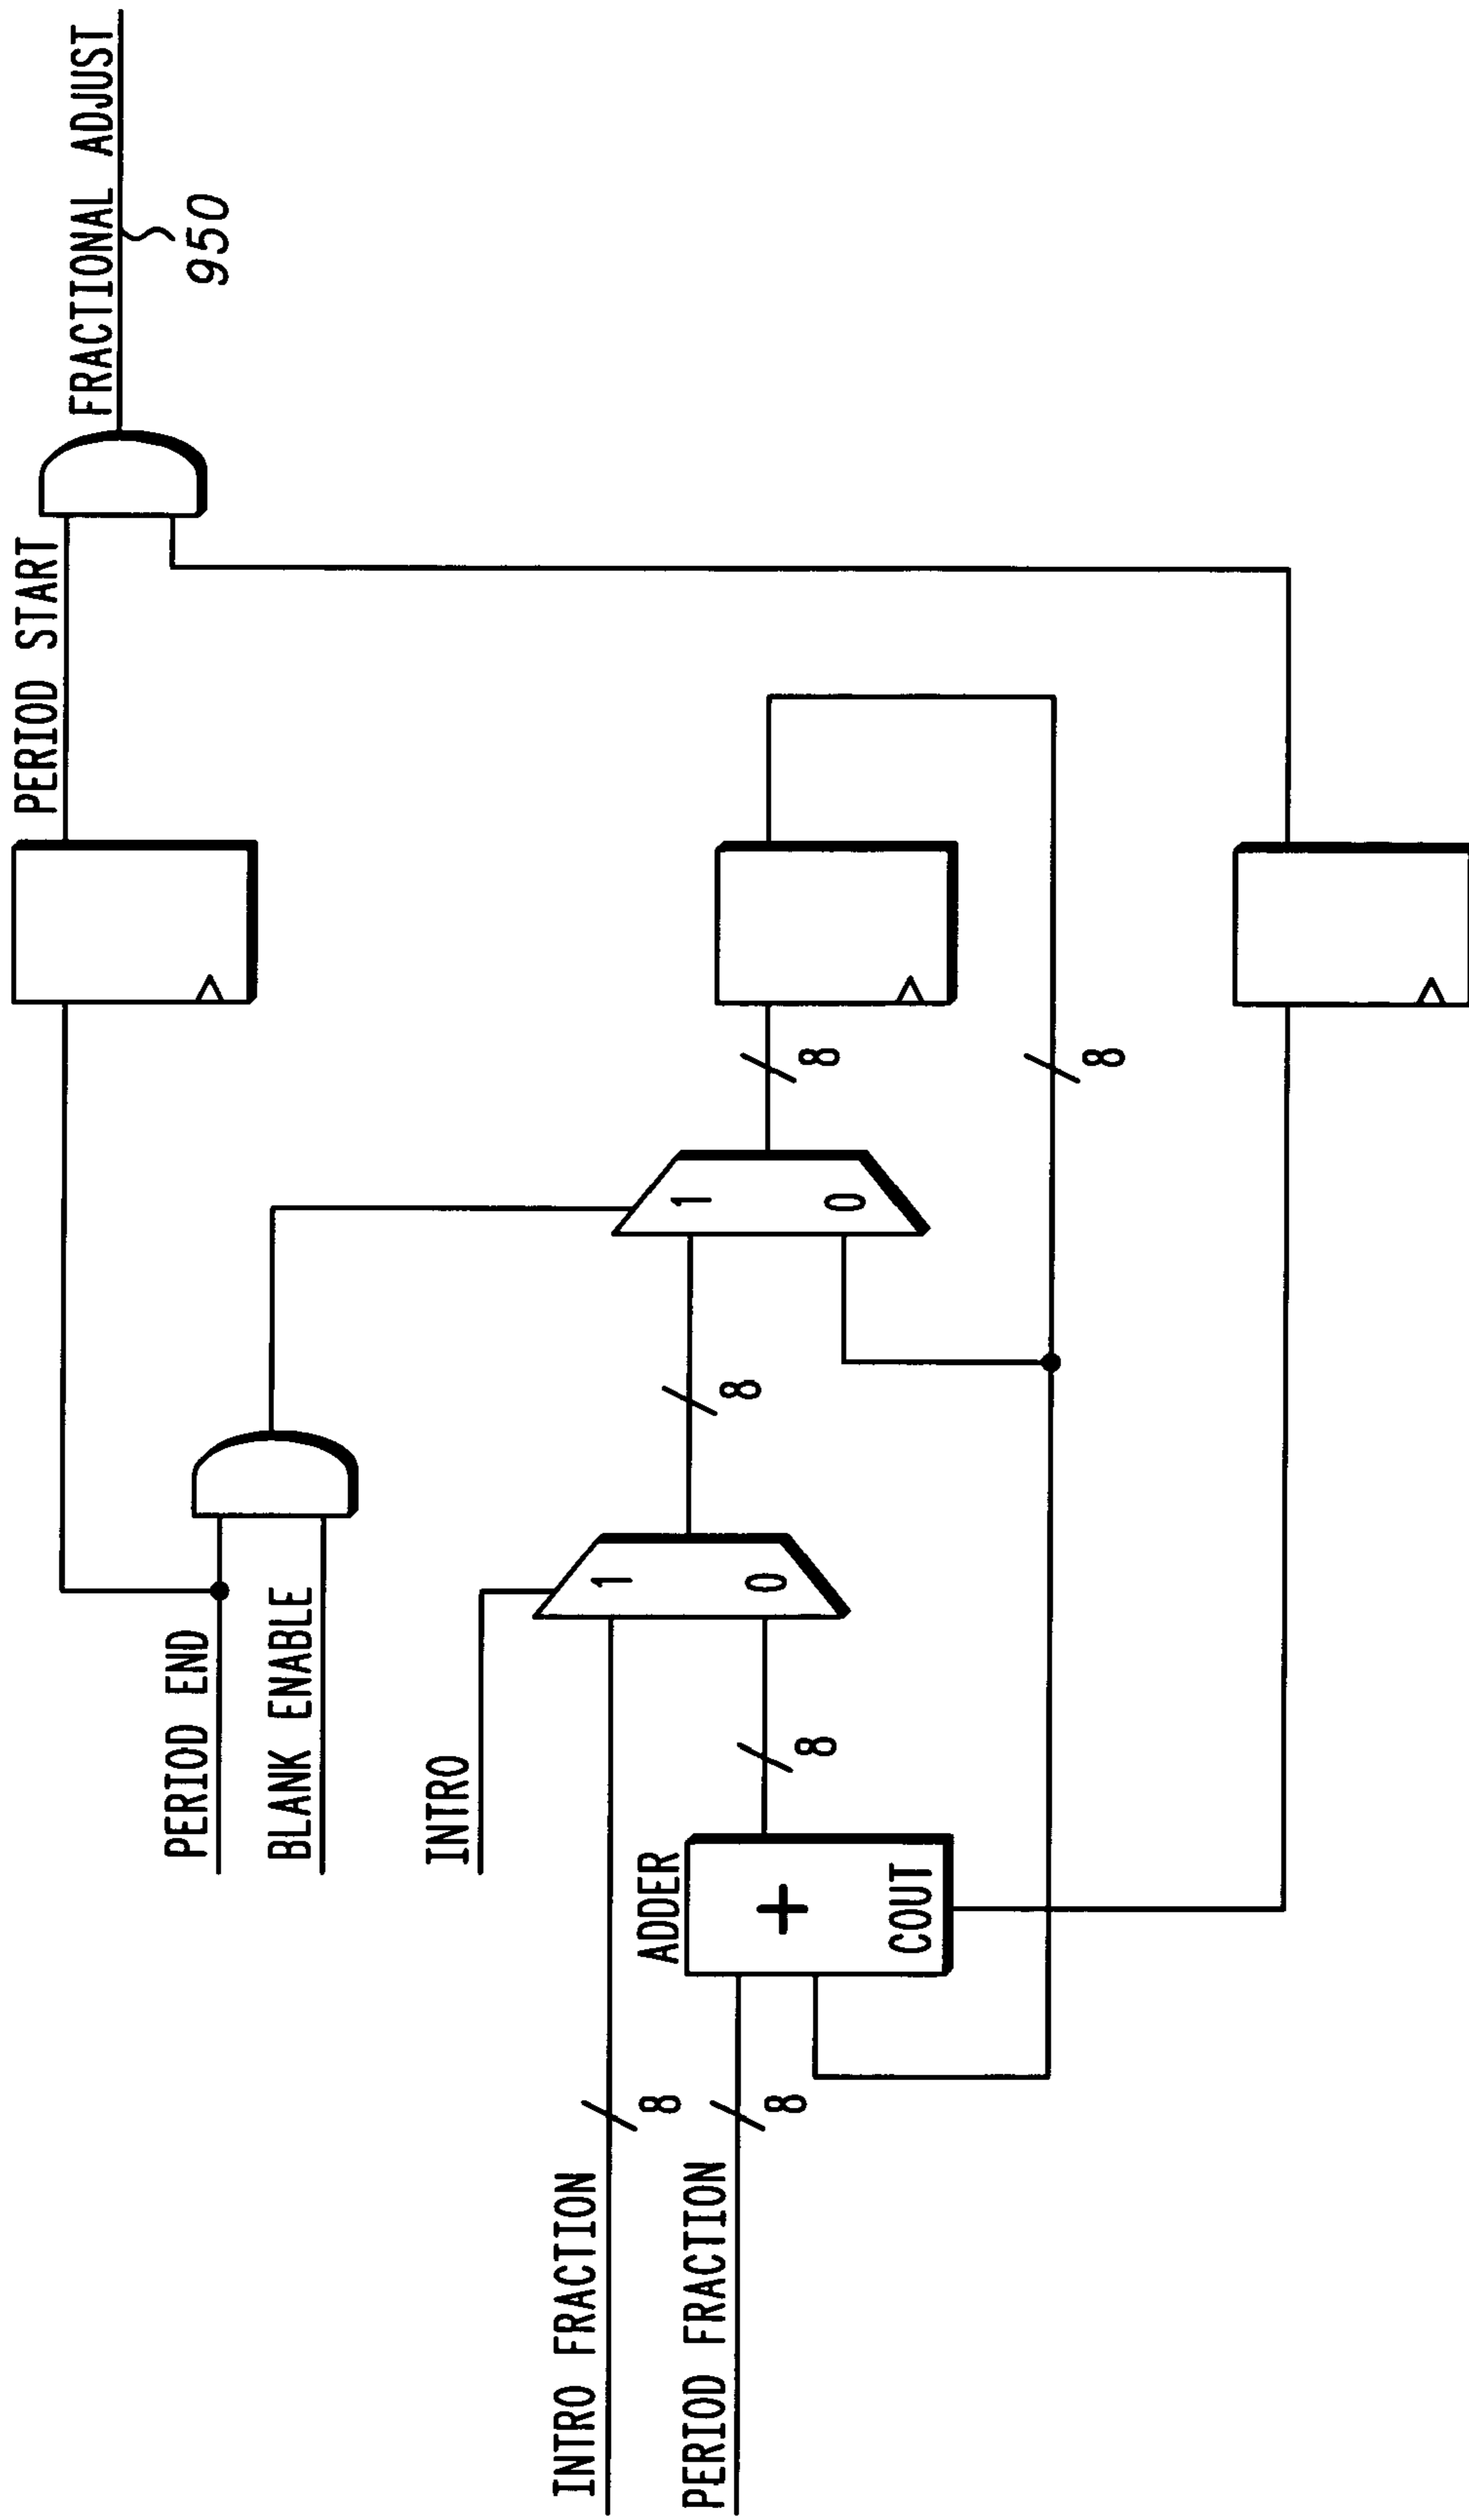 PERIOD START
FRACTIONAL ADJUST
950
PERIOD END
BLANK ENABLE
INTRO
1
0
8
8
1
0
8
8
INTRO FRACTION
8
ADDER
+
COUT
8
PERIOD FRACTION
8